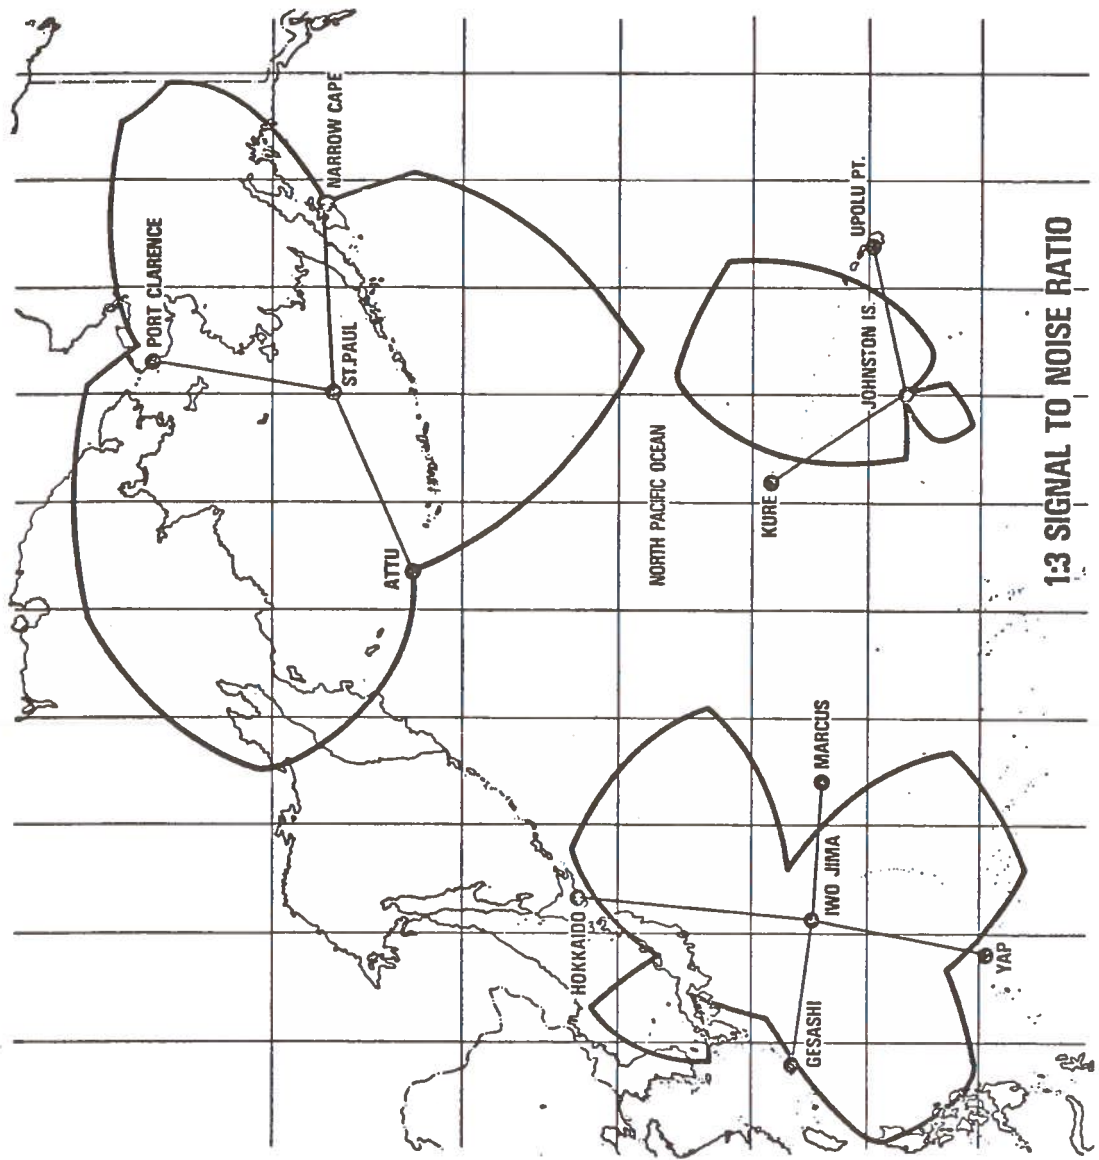 PORT CLARENCE
NARROW CAPE
ST.PAUL
ATTU
NORTH PACIFIC OCEAN
KURE
JOHNSTON IS.
UPOLU PT.
HOKKAIDO
MARCUS
IWO JIMA
GESASHI
YAP
1:3 SIGNAL TO NOISE RATIO